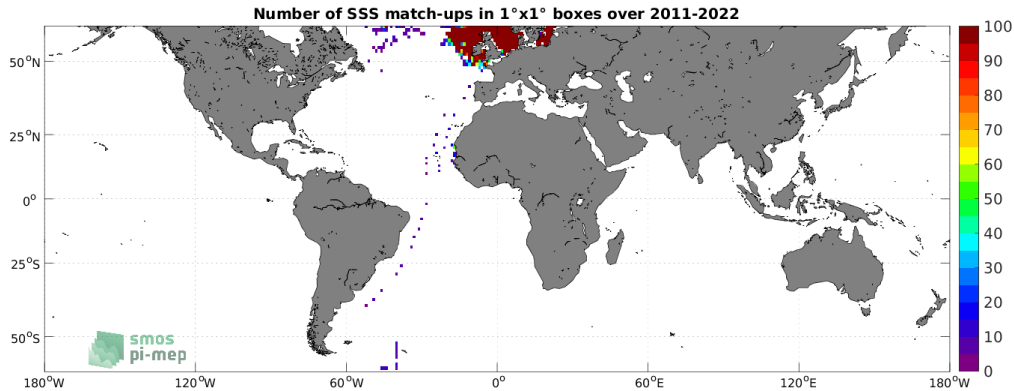 Number of SSS match-ups in 1°x1° boxes over 2011-2022
50°N
25°N
0°
25°S
50°S
180°W
120°W
60°W
0°
60°E
120°E
180°W
100
90
80
70
60
50
40
30
20
10
0
smos
pi-mep